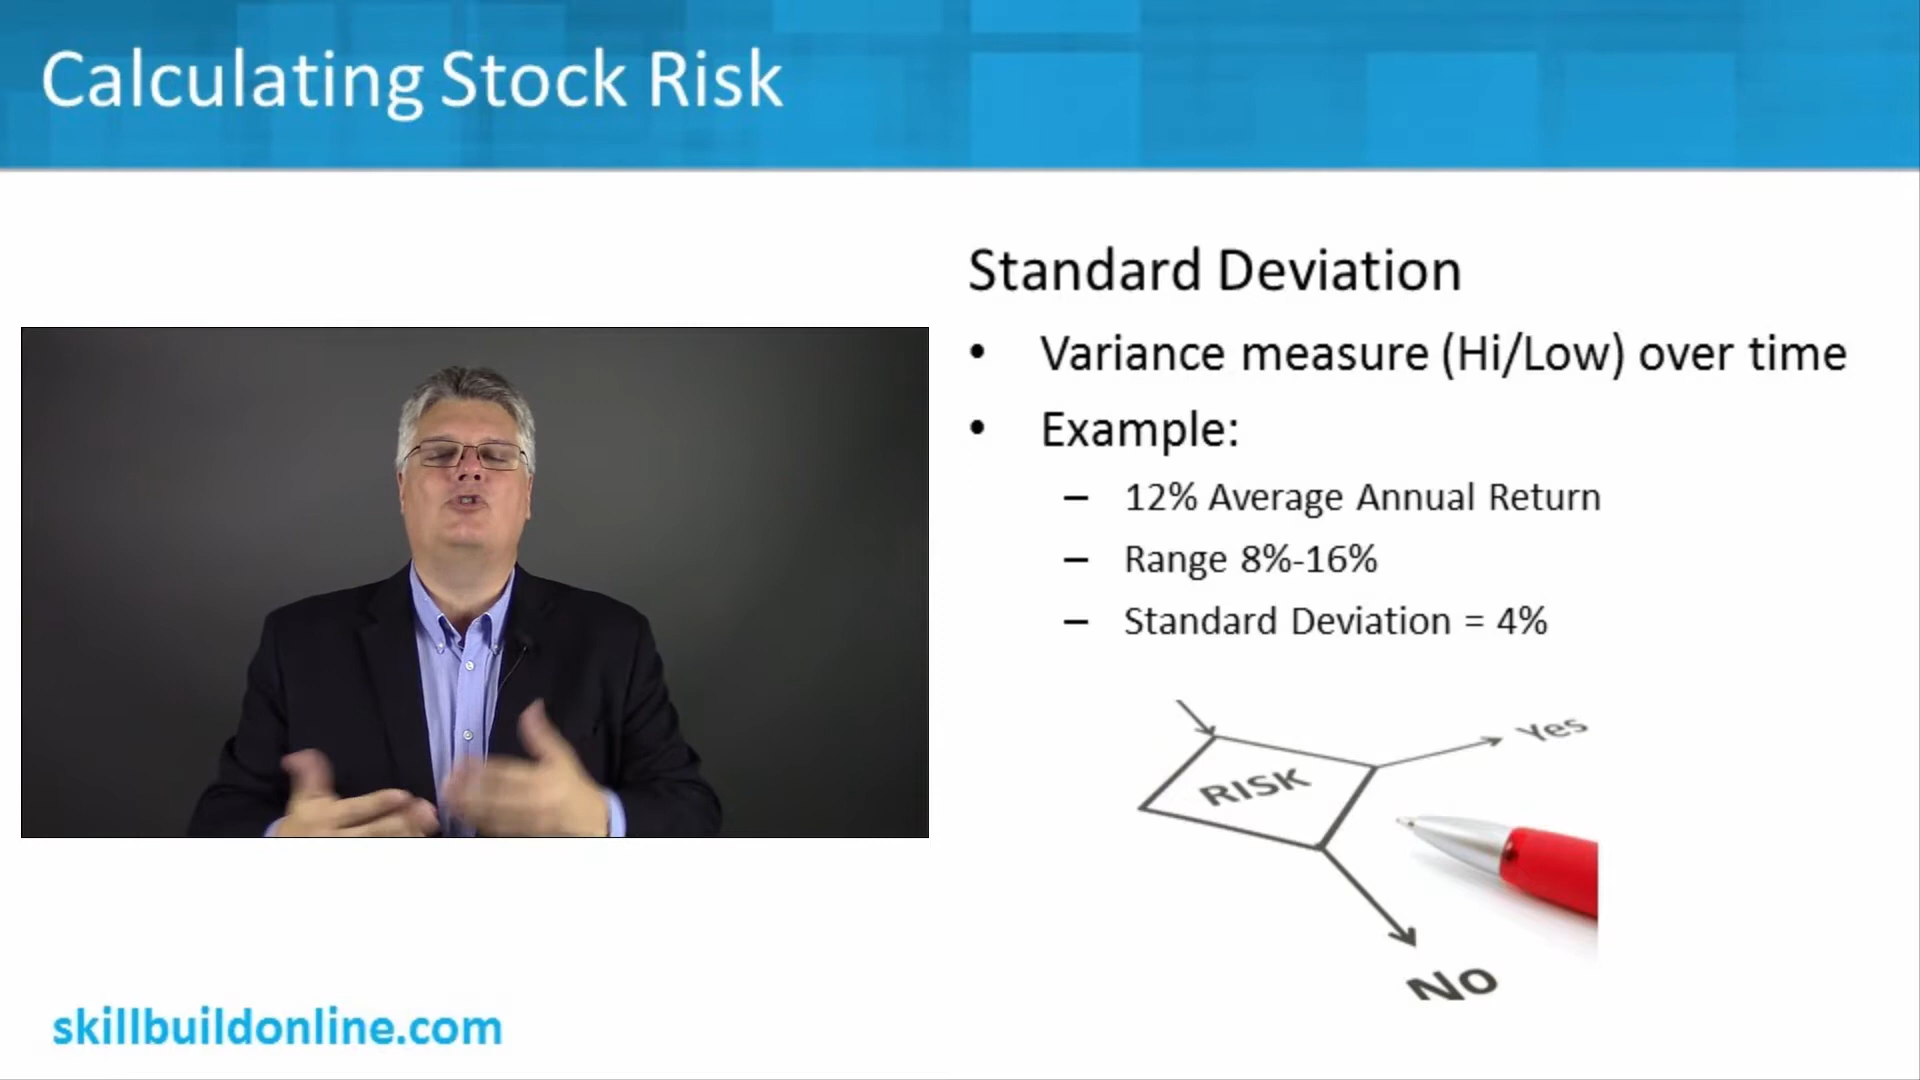 Calculating Stock Risk
Standard Deviation
• Variance measure (Hi/Low) over time
• Example:
– 12% Average Annual Return
– Range 8%-16%
– Standard Deviation = 4%
Yes
RISK
No
skillbuildonline.com